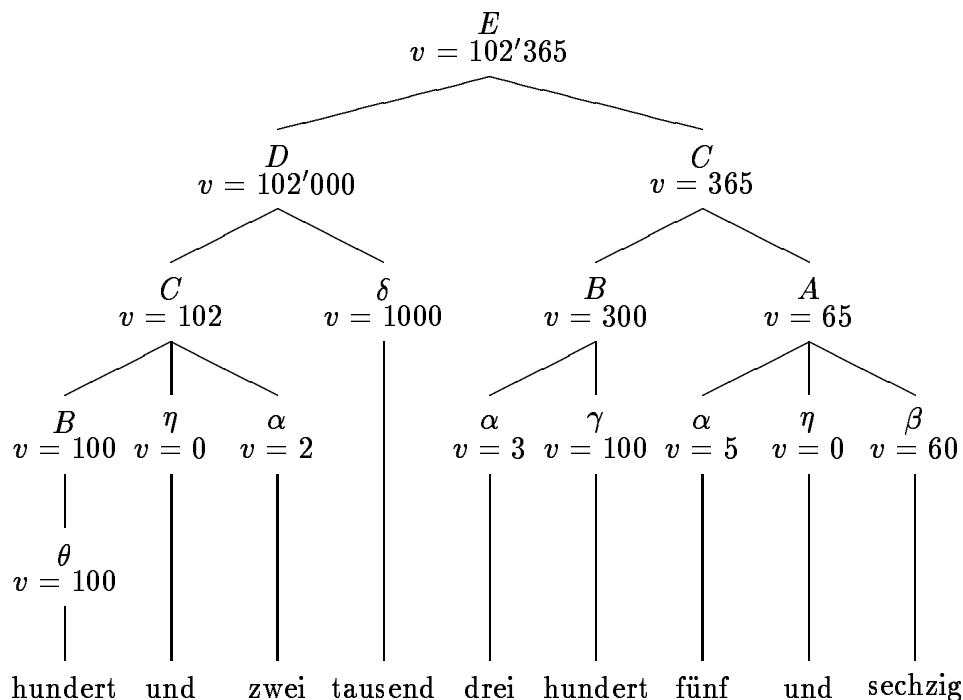 E
v = 102′365
D C
v = 102′000 v = 365
C δ B A
v = 102 v = 1000 v = 300 v = 65
B η α α γ α η β
v = 100 v = 0 v = 2 v = 3 v = 100 v = 5 v = 0 v = 60
θ
v = 100
hundert und zwei tausend drei hundert fünf und sechzig